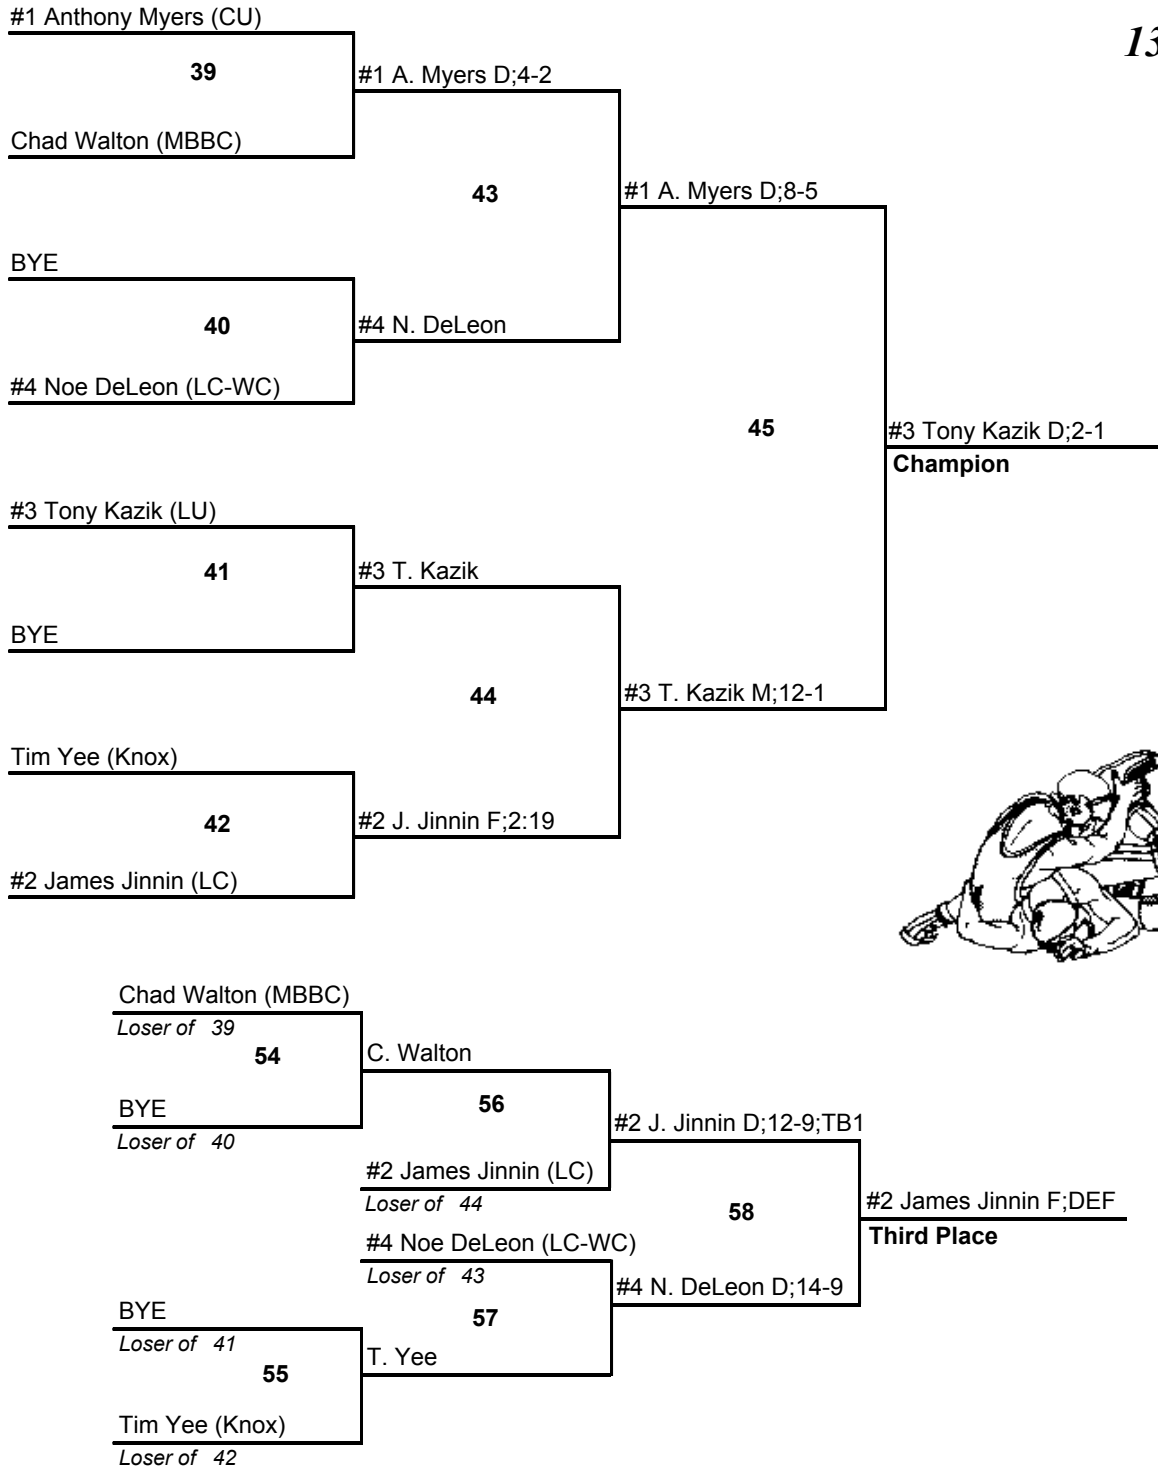 #1 Anthony Myers (CU)
13
39
#1 A. Myers D;4-2
Chad Walton (MBBC)
43
#1 A. Myers D;8-5
BYE
40
#4 N. DeLeon
#4 Noe DeLeon (LC-WC)
45
#3 Tony Kazik D;2-1
Champion
#3 Tony Kazik (LU)
41
#3 T. Kazik
BYE
44
#3 T. Kazik M;12-1
Tim Yee (Knox)
42
#2 J. Jinnin F;2:19
#2 James Jinnin (LC)
Chad Walton (MBBC)
Loser of 39
54
C. Walton
BYE
Loser of 40
56
#2 J. Jinnin D;12-9;TB1
#2 James Jinnin (LC)
Loser of 44
58
#2 James Jinnin F;DEF
Third Place
#4 Noe DeLeon (LC-WC)
Loser of 43
#4 N. DeLeon D;14-9
BYE
Loser of 41
57
55
T. Yee
Tim Yee (Knox)
Loser of 42